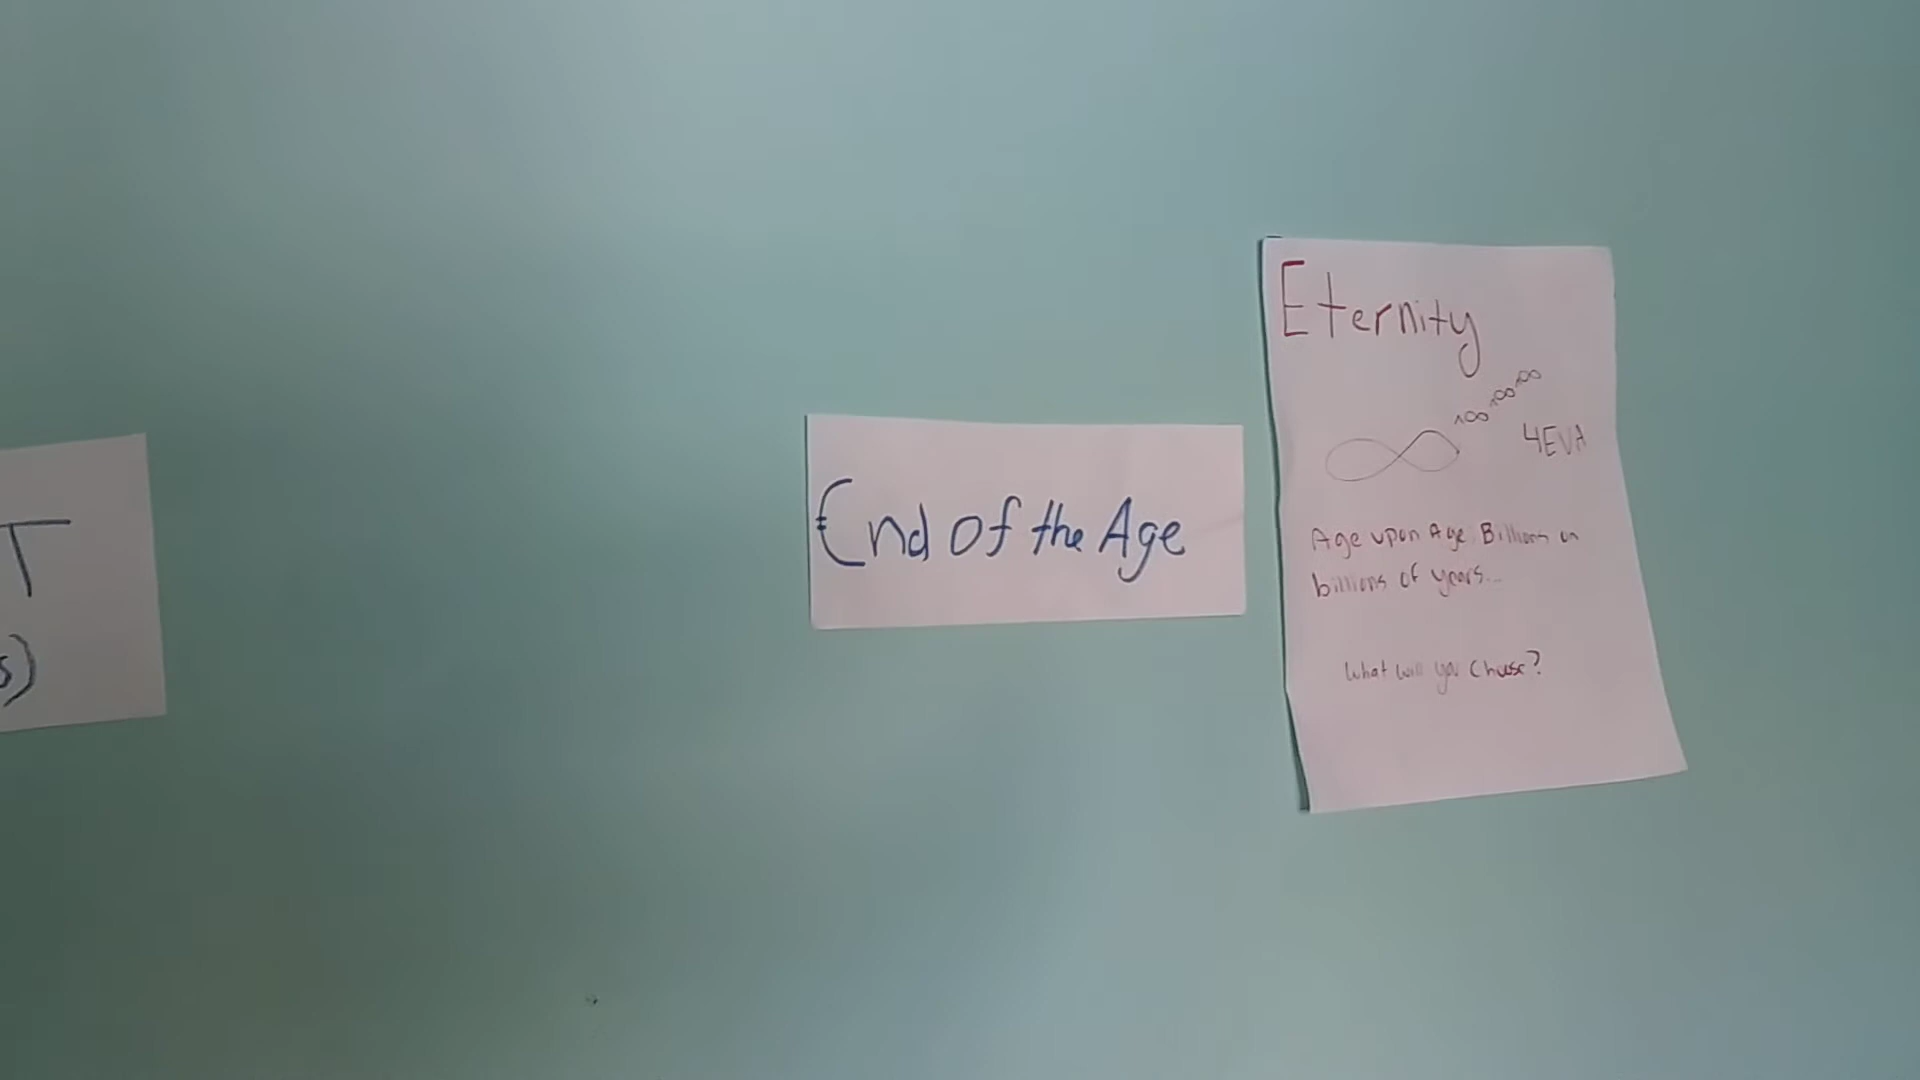 T
s)
End of the Age
Eternity
∞^∞^∞^∞
4EVA
Age upon Age. Billions on
billions of years...
What will you choose?